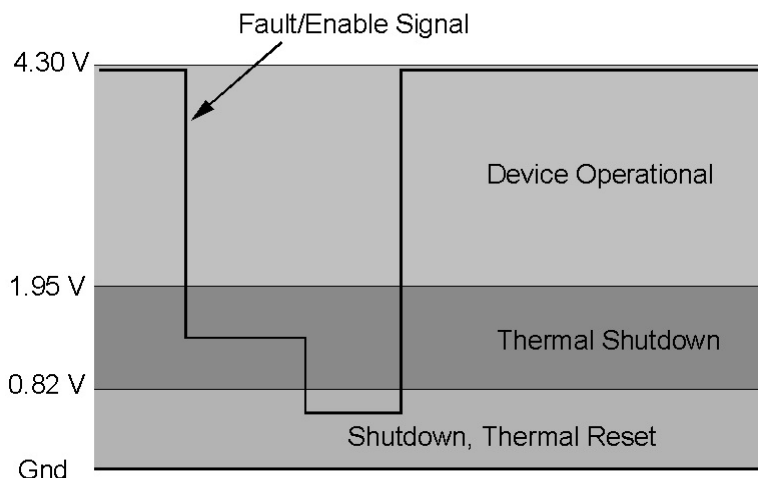 Fault/Enable Signal
4.30 V
Device Operational
1.95 V
Thermal Shutdown
0.82 V
Shutdown, Thermal Reset
Gnd